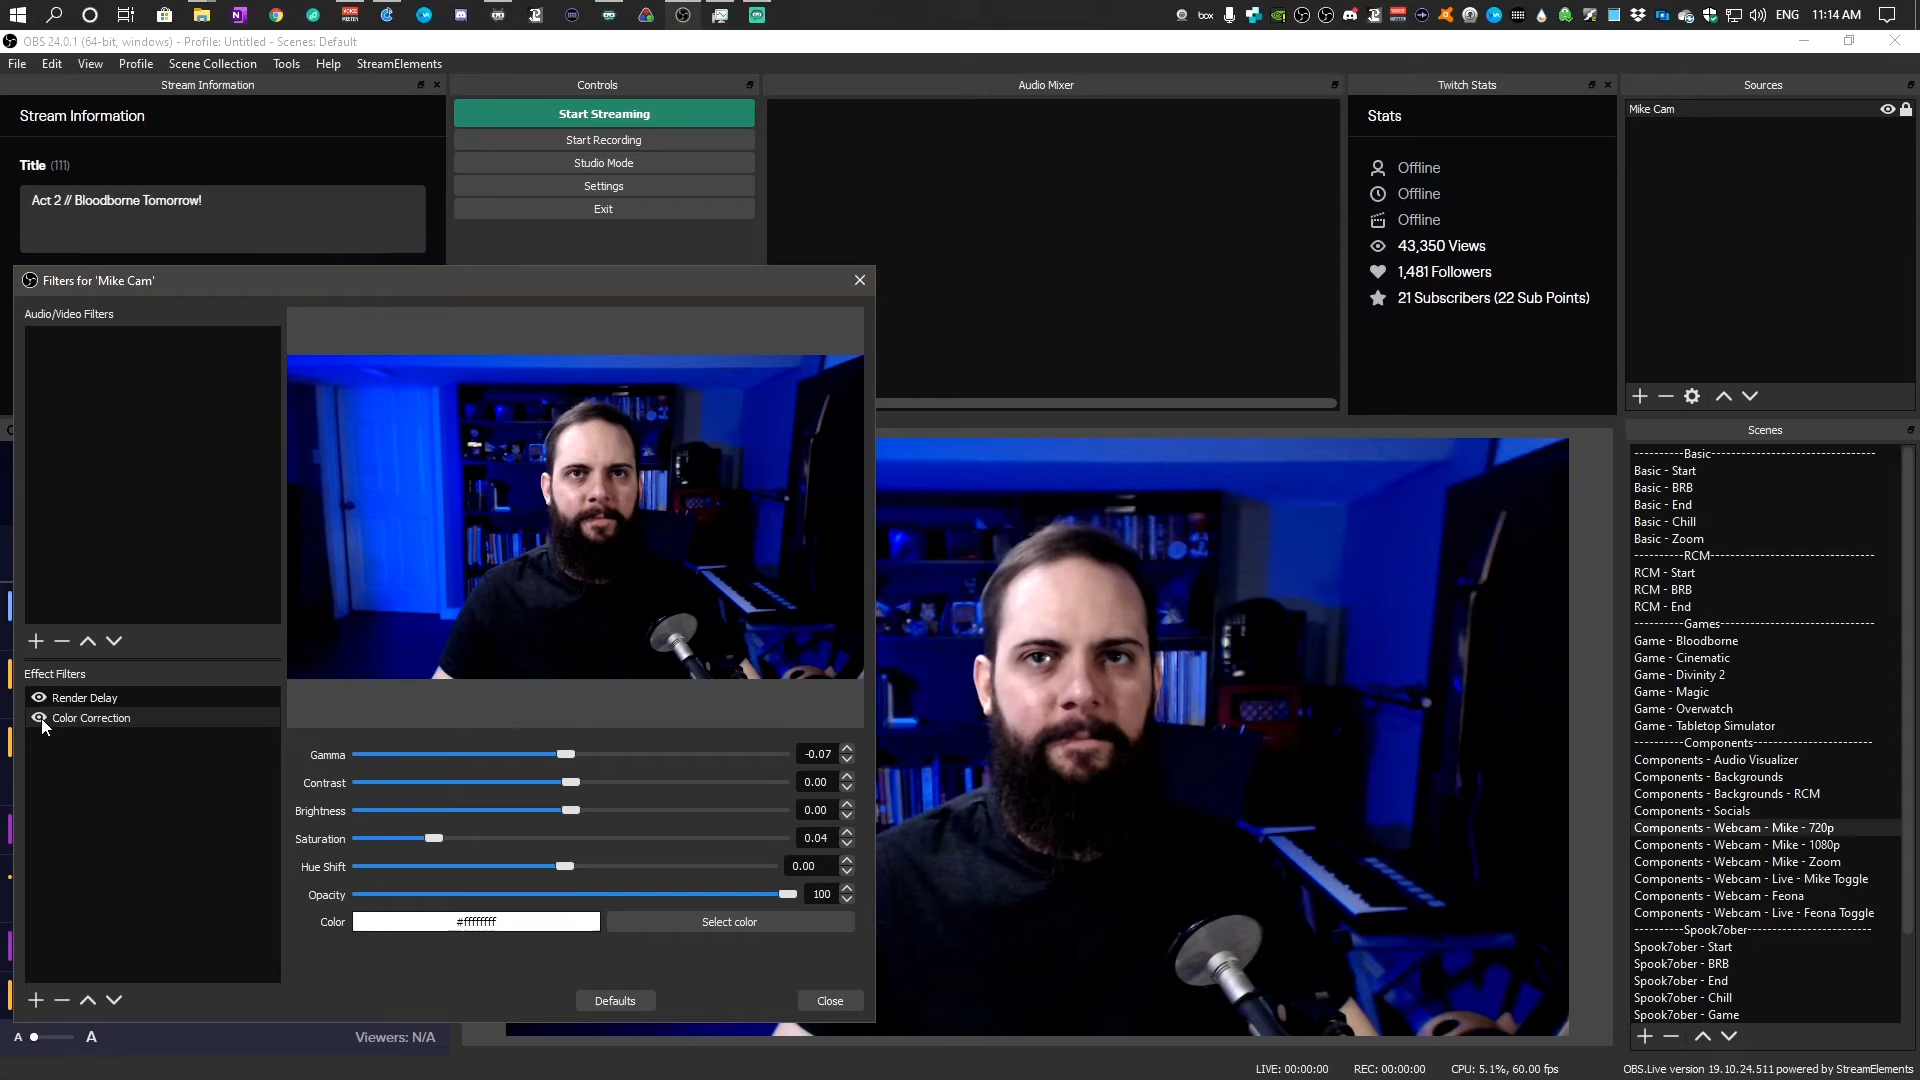 ENG 11:14 AM
OBS 24.0.1 (64-bit, windows) - Profile: Untitled - Scenes: Default
File Edit View Profile Scene Collection Tools Help StreamElements
Stream Information
Controls
Audio Mixer
Twitch Stats
Sources
Stream Information
Title (111)
Act 2 // Bloodborne Tomorrow!
Start Streaming
Start Recording
Studio Mode
Settings
Exit
Stats
Offline
Offline
Offline
43,350 Views
1,481 Followers
21 Subscribers (22 Sub Points)
Mike Cam
Filters for 'Mike Cam'
Audio/Video Filters
Effect Filters
Render Delay
Color Correction
Gamma -0.07
Contrast 0.00
Brightness 0.00
Saturation 0.04
Hue Shift 0.00
Opacity 100
Color #ffffffff Select color
Defaults
Close
A A
Viewers: N/A
Scenes
----------Basic---------------------------------
Basic - Start
Basic - BRB
Basic - End
Basic - Chill
Basic - Zoom
----------RCM---------------------------------
RCM - Start
RCM - BRB
RCM - End
----------Games-------------------------------
Game - Bloodborne
Game - Cinematic
Game - Divinity 2
Game - Magic
Game - Overwatch
Game - Tabletop Simulator
----------Components------------------------
Components - Audio Visualizer
Components - Backgrounds
Components - Backgrounds - RCM
Components - Socials
Components - Webcam - Mike - 720p
Components - Webcam - Mike - 1080p
Components - Webcam - Mike - Zoom
Components - Webcam - Live - Mike Toggle
Components - Webcam - Feona
Components - Webcam - Live - Feona Toggle
----------Spook7ober-------------------------
Spook7ober - Start
Spook7ober - BRB
Spook7ober - End
Spook7ober - Chill
Spook7ober - Game
LIVE: 00:00:00 REC: 00:00:00 CPU: 5.1%, 60.00 fps OBS.Live version 19.10.24.511 powered by StreamElements